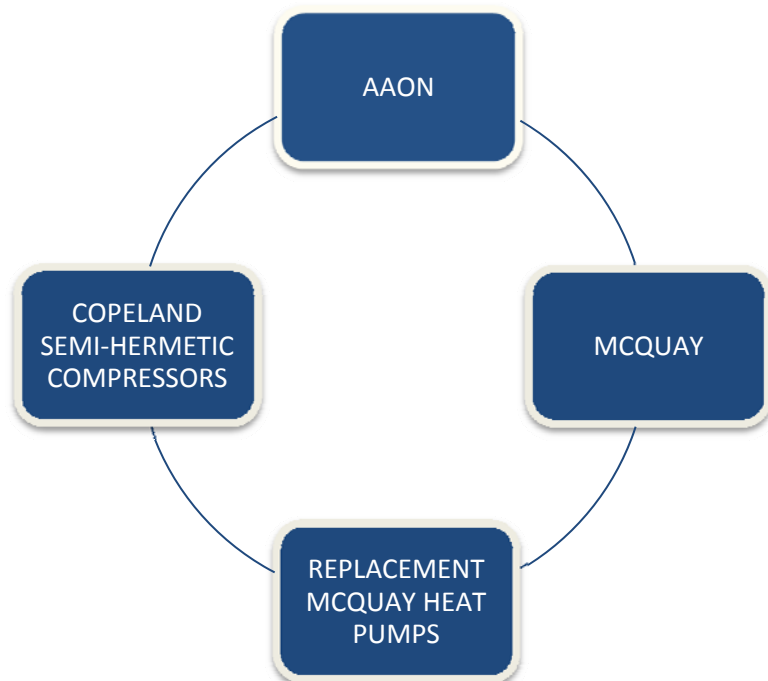 AAON
COPELAND
SEMI-HERMETIC
COMPRESSORS
MCQUAY
REPLACEMENT
MCQUAY HEAT
PUMPS